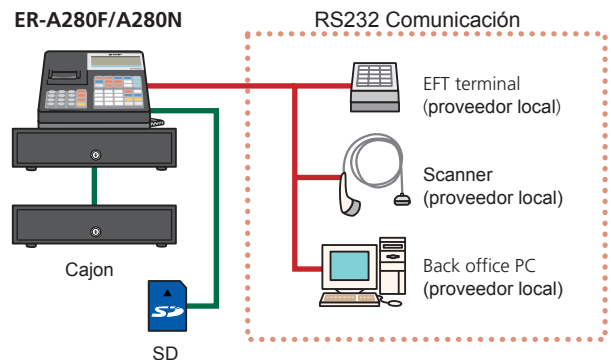 ER-A280F/A280N
RS232 Comunicación
EFT terminal
(proveedor local)
Scanner
(proveedor local)
Back office PC
(proveedor local)
Cajon
SD
SD